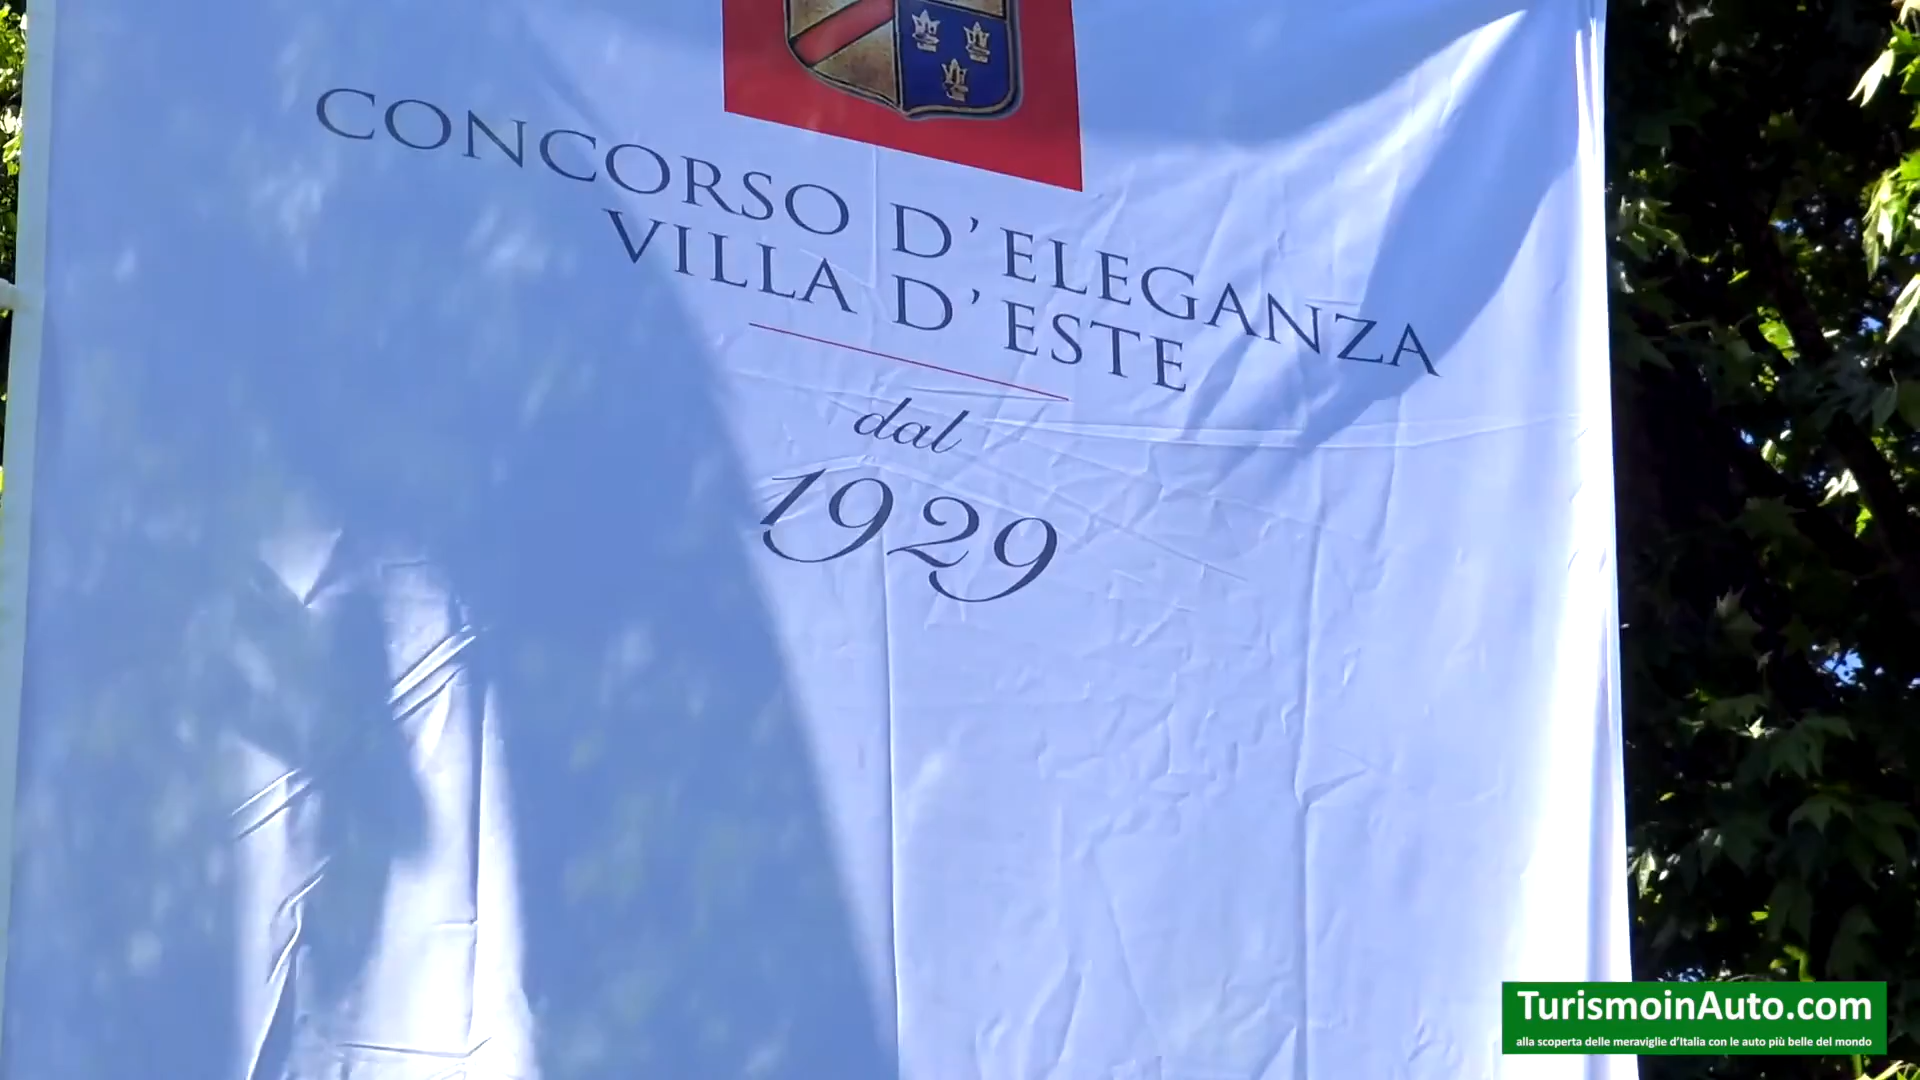 CONCORSO D'ELEGANZA
VILLA D'ESTE
dal
1929
TurismoinAuto.com
alla scoperta delle meraviglie d'Italia con le auto più belle del mondo